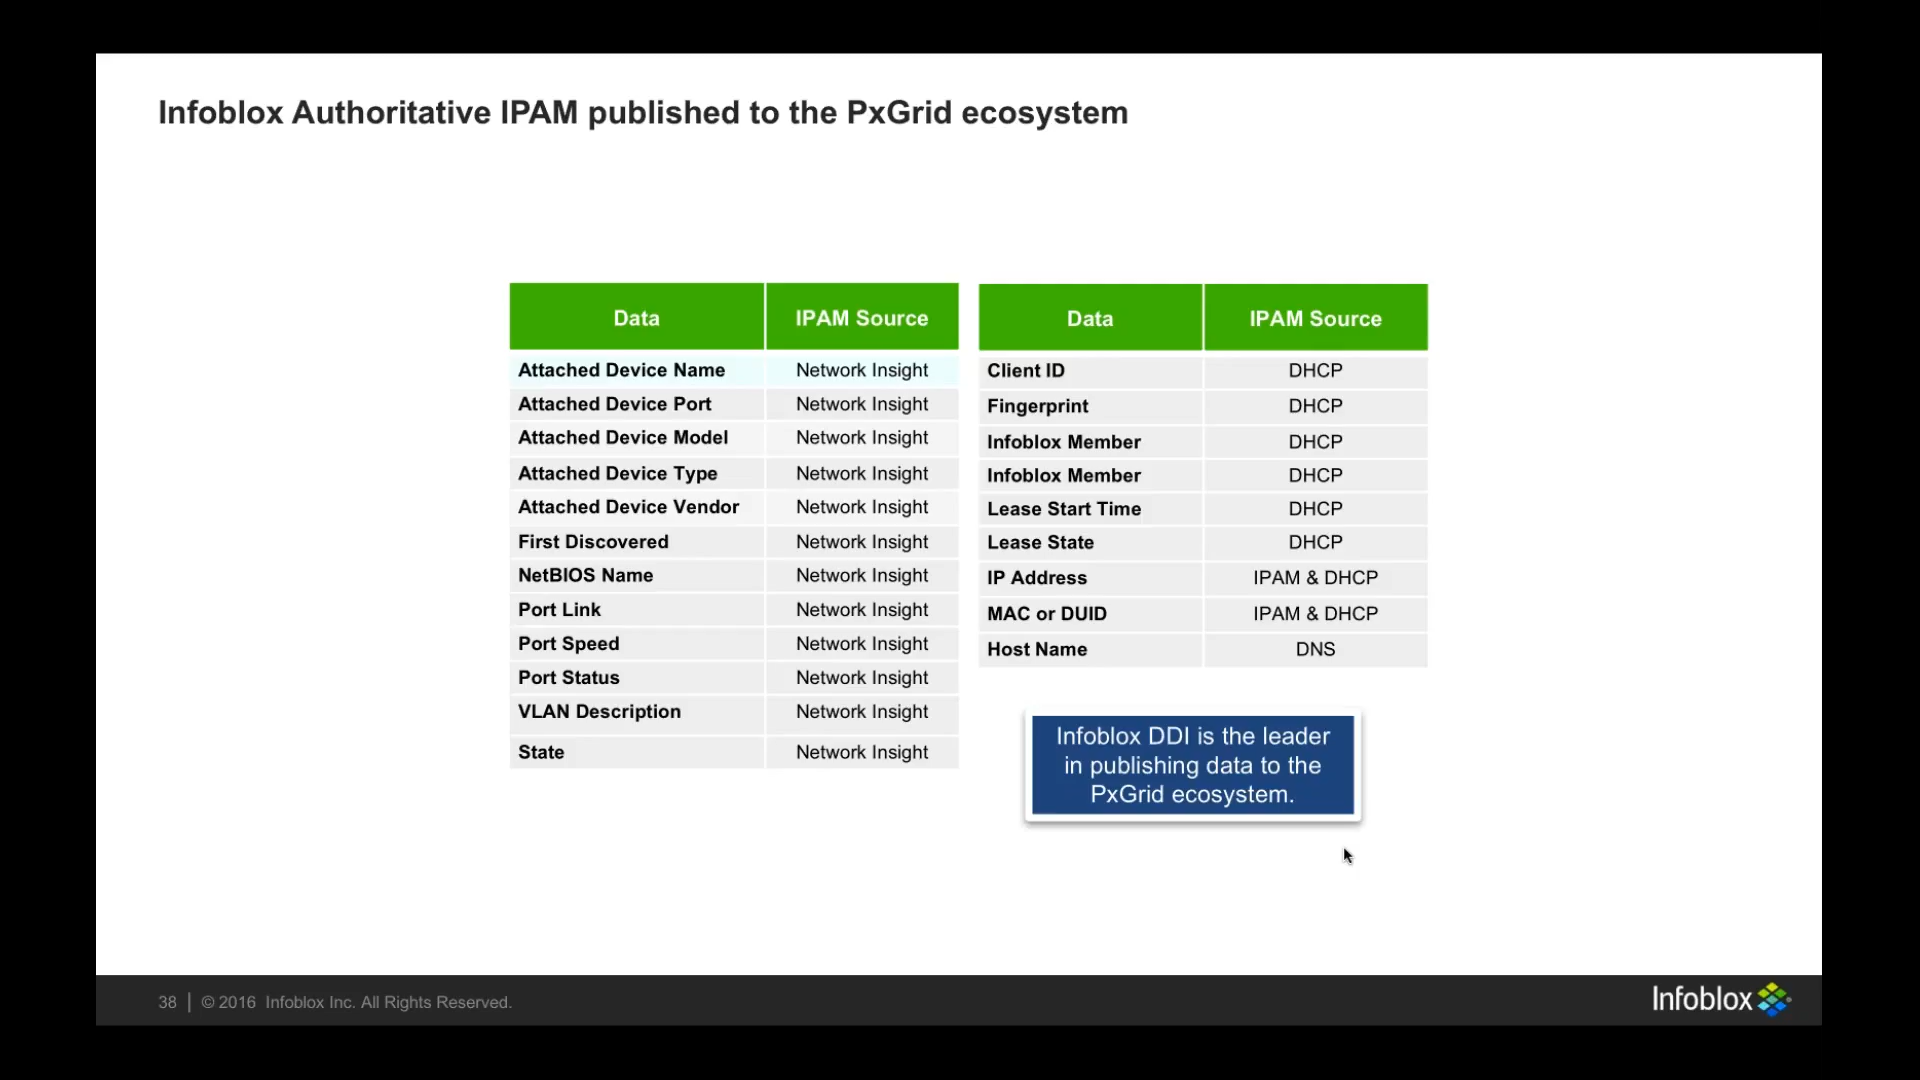 Infoblox Authoritative IPAM published to the PxGrid ecosystem
Data IPAM Source
Attached Device Name Network Insight
Attached Device Port Network Insight
Attached Device Model Network Insight
Attached Device Type Network Insight
Attached Device Vendor Network Insight
First Discovered Network Insight
NetBIOS Name Network Insight
Port Link Network Insight
Port Speed Network Insight
Port Status Network Insight
VLAN Description Network Insight
State Network Insight
Data IPAM Source
Client ID DHCP
Fingerprint DHCP
Infoblox Member DHCP
Infoblox Member DHCP
Lease Start Time DHCP
Lease State DHCP
IP Address IPAM & DHCP
MAC or DUID IPAM & DHCP
Host Name DNS
Infoblox DDI is the leader
in publishing data to the
PxGrid ecosystem.
38 | © 2016 Infoblox Inc. All Rights Reserved.
Infoblox